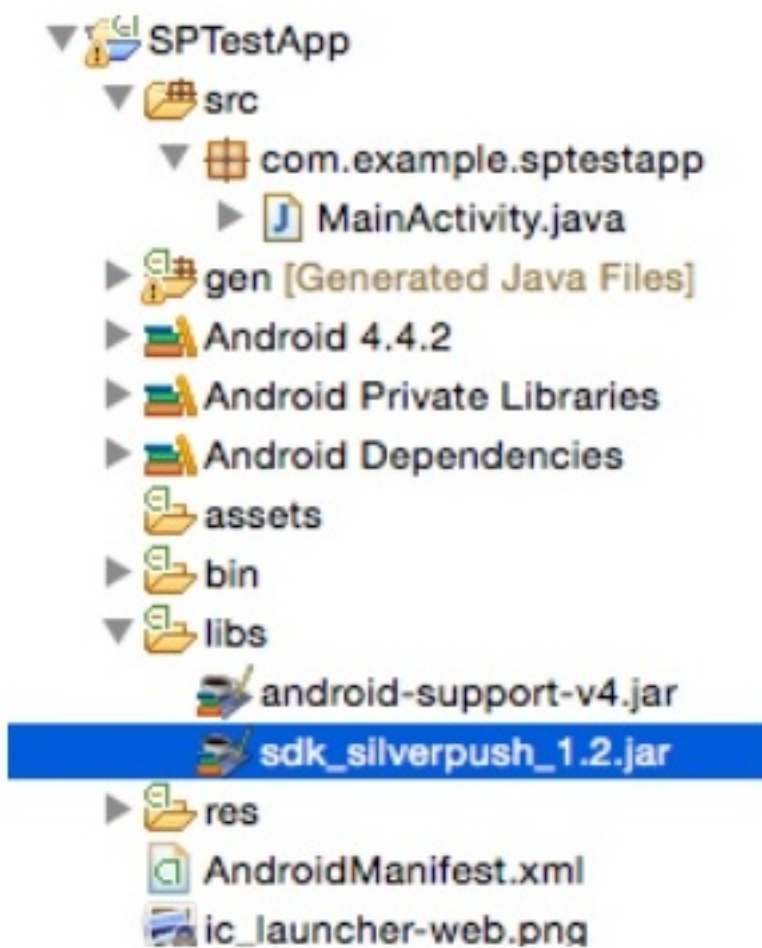 SPTestApp
src
com.example.sptestapp
MainActivity.java
gen [Generated Java Files]
Android 4.4.2
Android Private Libraries
Android Dependencies
assets
bin
libs
android-support-v4.jar
sdk_silverpush_1.2.jar
res
AndroidManifest.xml
ic_launcher-web.png